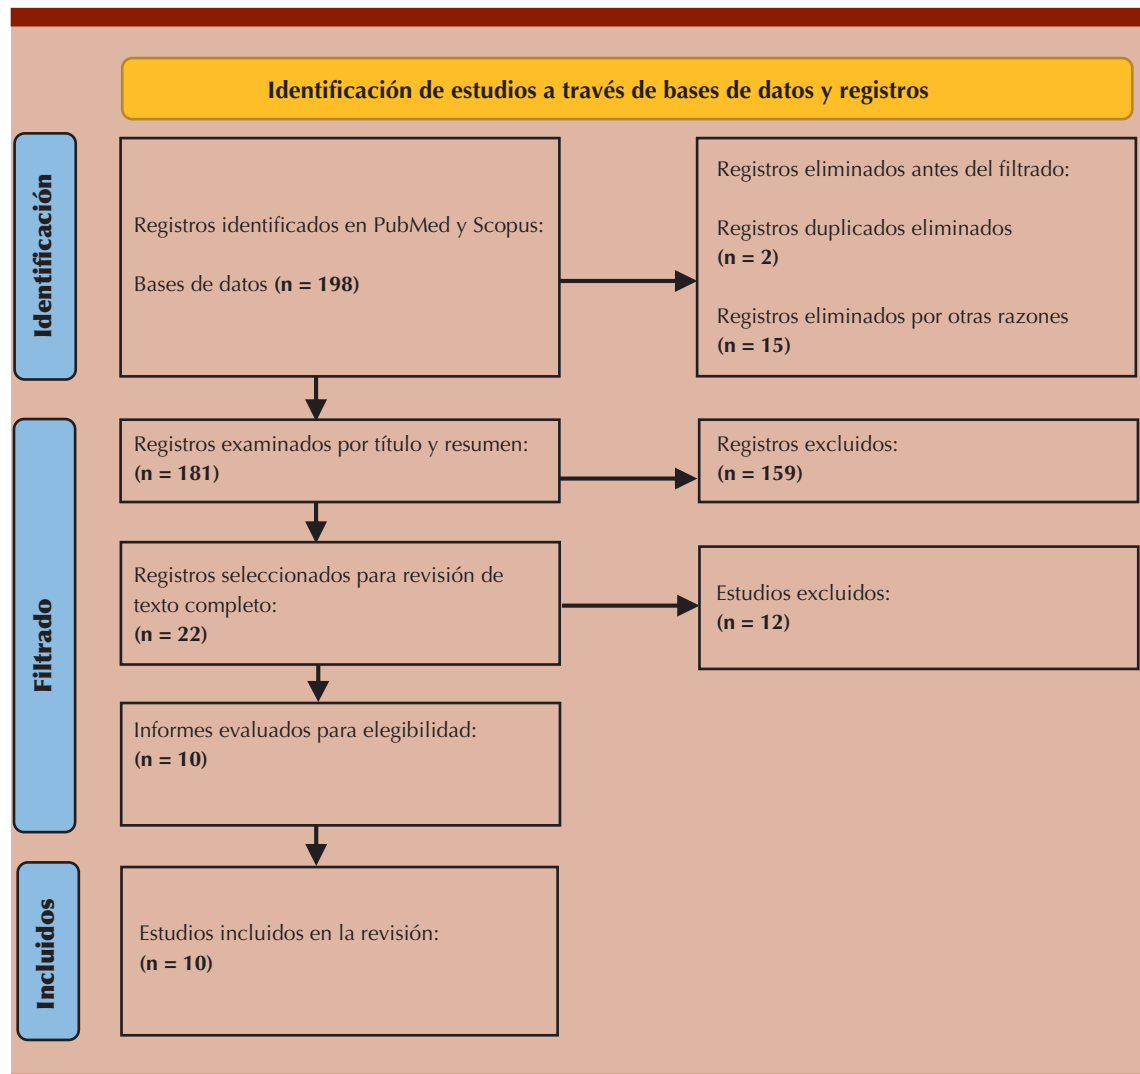 Identificación de estudios a través de bases de datos y registros
Identificación
Registros identificados en PubMed y Scopus:
Bases de datos (n = 198)
Registros eliminados antes del filtrado:
Registros duplicados eliminados
(n = 2)
Registros eliminados por otras razones
(n = 15)
Filtrado
Registros examinados por título y resumen:
(n = 181)
Registros excluidos:
(n = 159)
Registros seleccionados para revisión de
texto completo:
(n = 22)
Estudios excluidos:
(n = 12)
Informes evaluados para elegibilidad:
(n = 10)
Incluidos
Estudios incluidos en la revisión:
(n = 10)